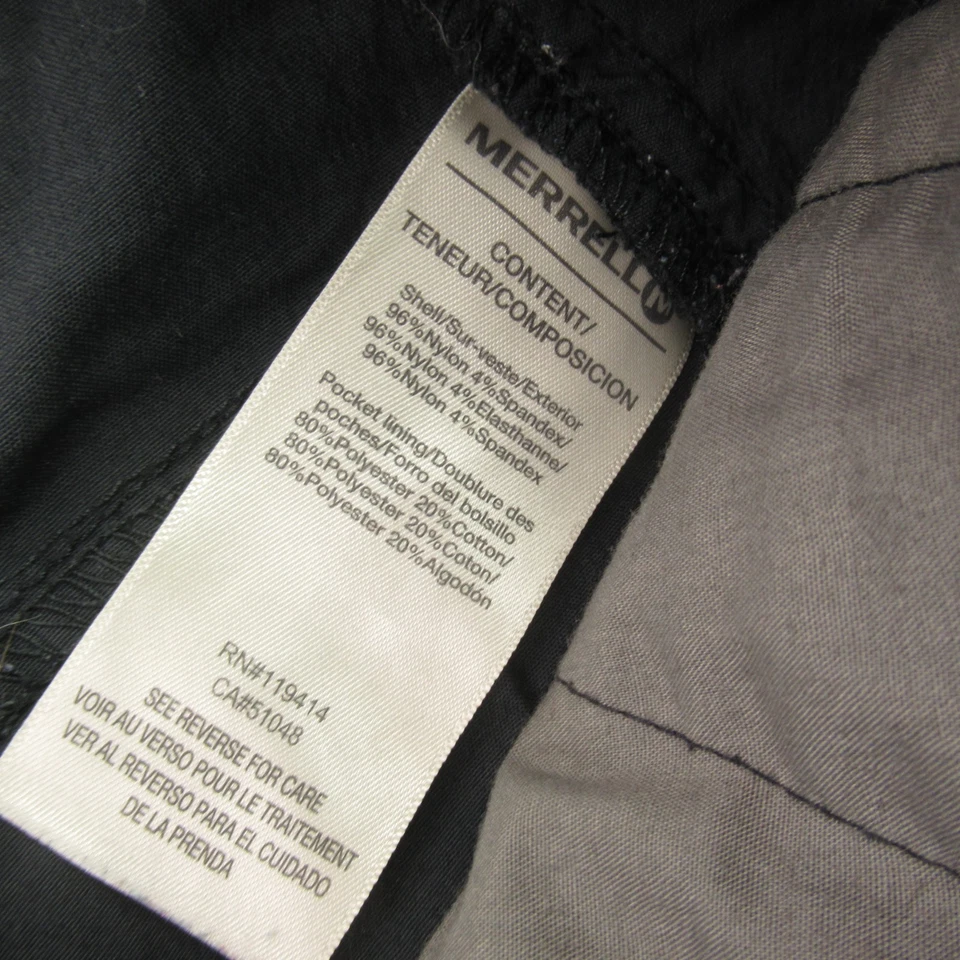 MERRELL M
CONTENT/
TENEUR/COMPOSICION
Shell/Sur-veste/Exterior
96%Nylon 4%Spandex/
96%Nylon 4%Elasthanne/
96%Nylon 4%Spandex
Pocket lining/Doublure des
poches/Forro del bolsillo
80%Polyester 20%Cotton/
80%Polyester 20%Coton/
80%Polyester 20%Algodón
RN#119414
CA#51048
SEE REVERSE FOR CARE
VOIR AU VERSO POUR LE TRAITEMENT
VER AL REVERSO PARA EL CUIDADO
DE LA PRENDA